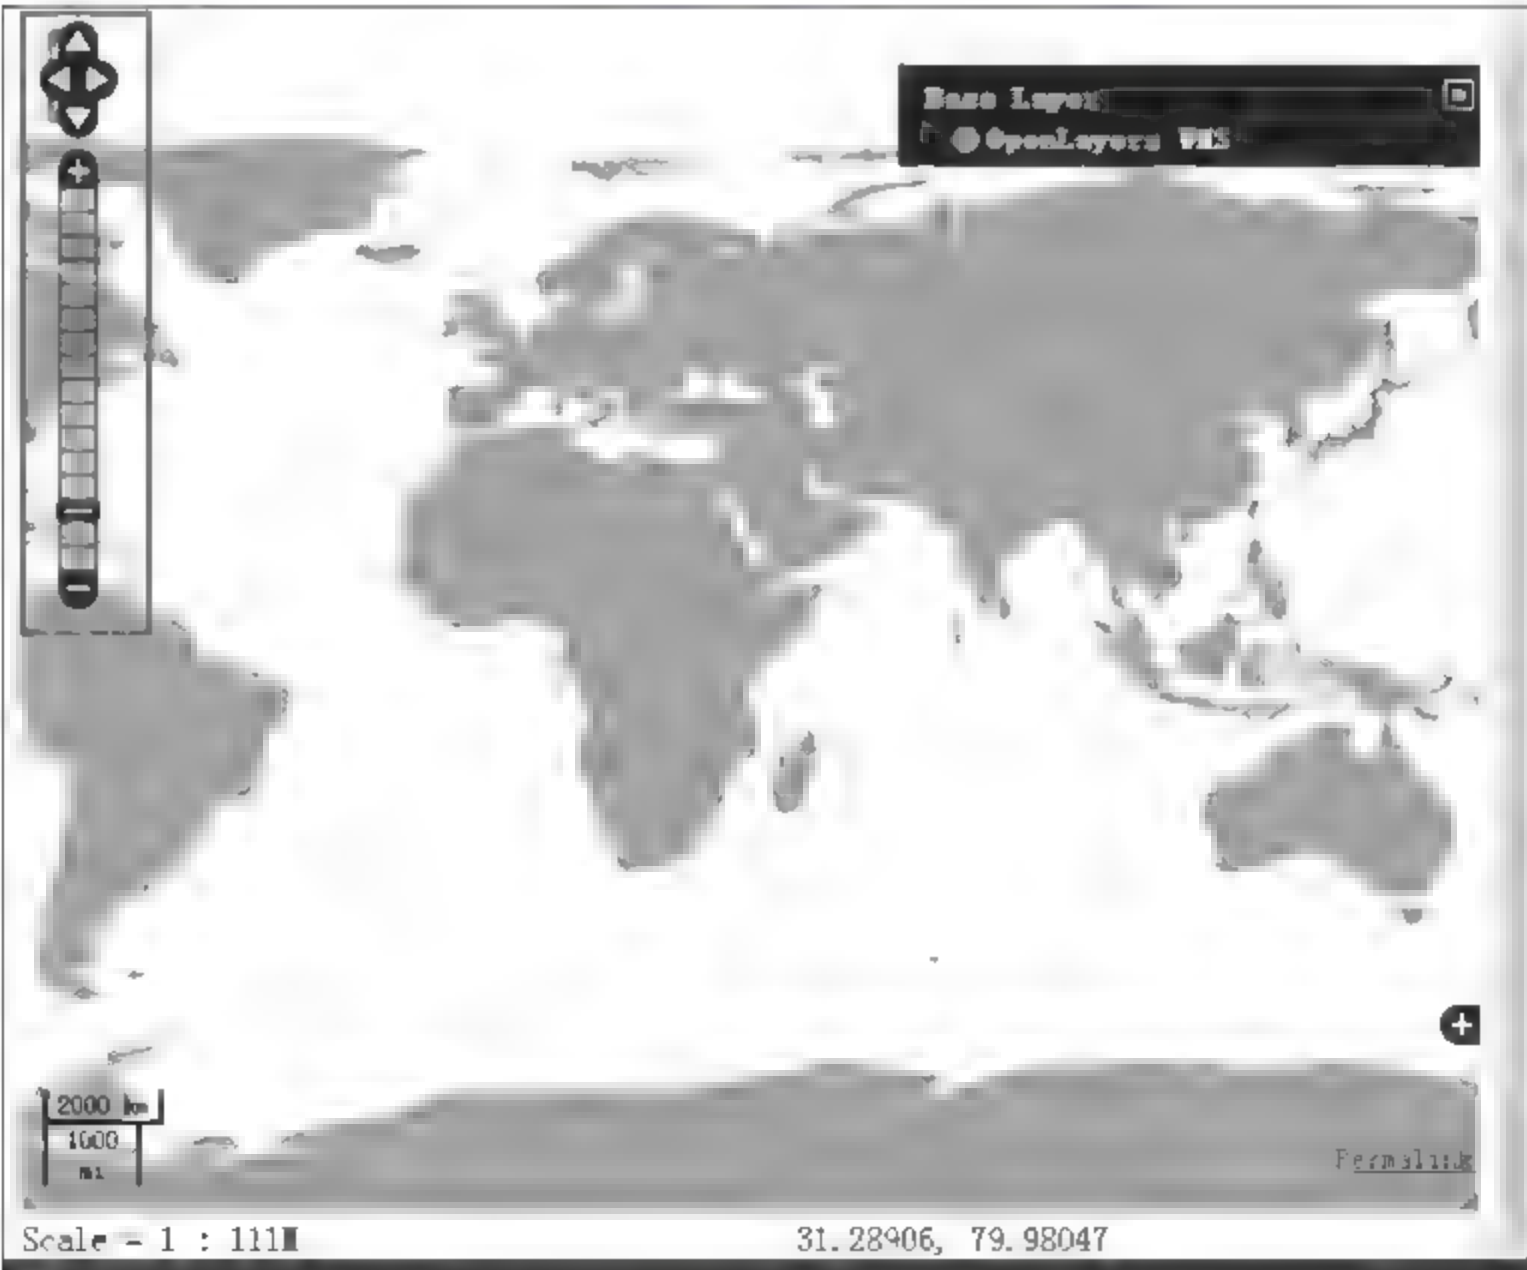 Base Layer
OpenLayers WMS
2000 km
1000
mi
Permalink
Scale = 1 : 111M
31.28906, 79.98047